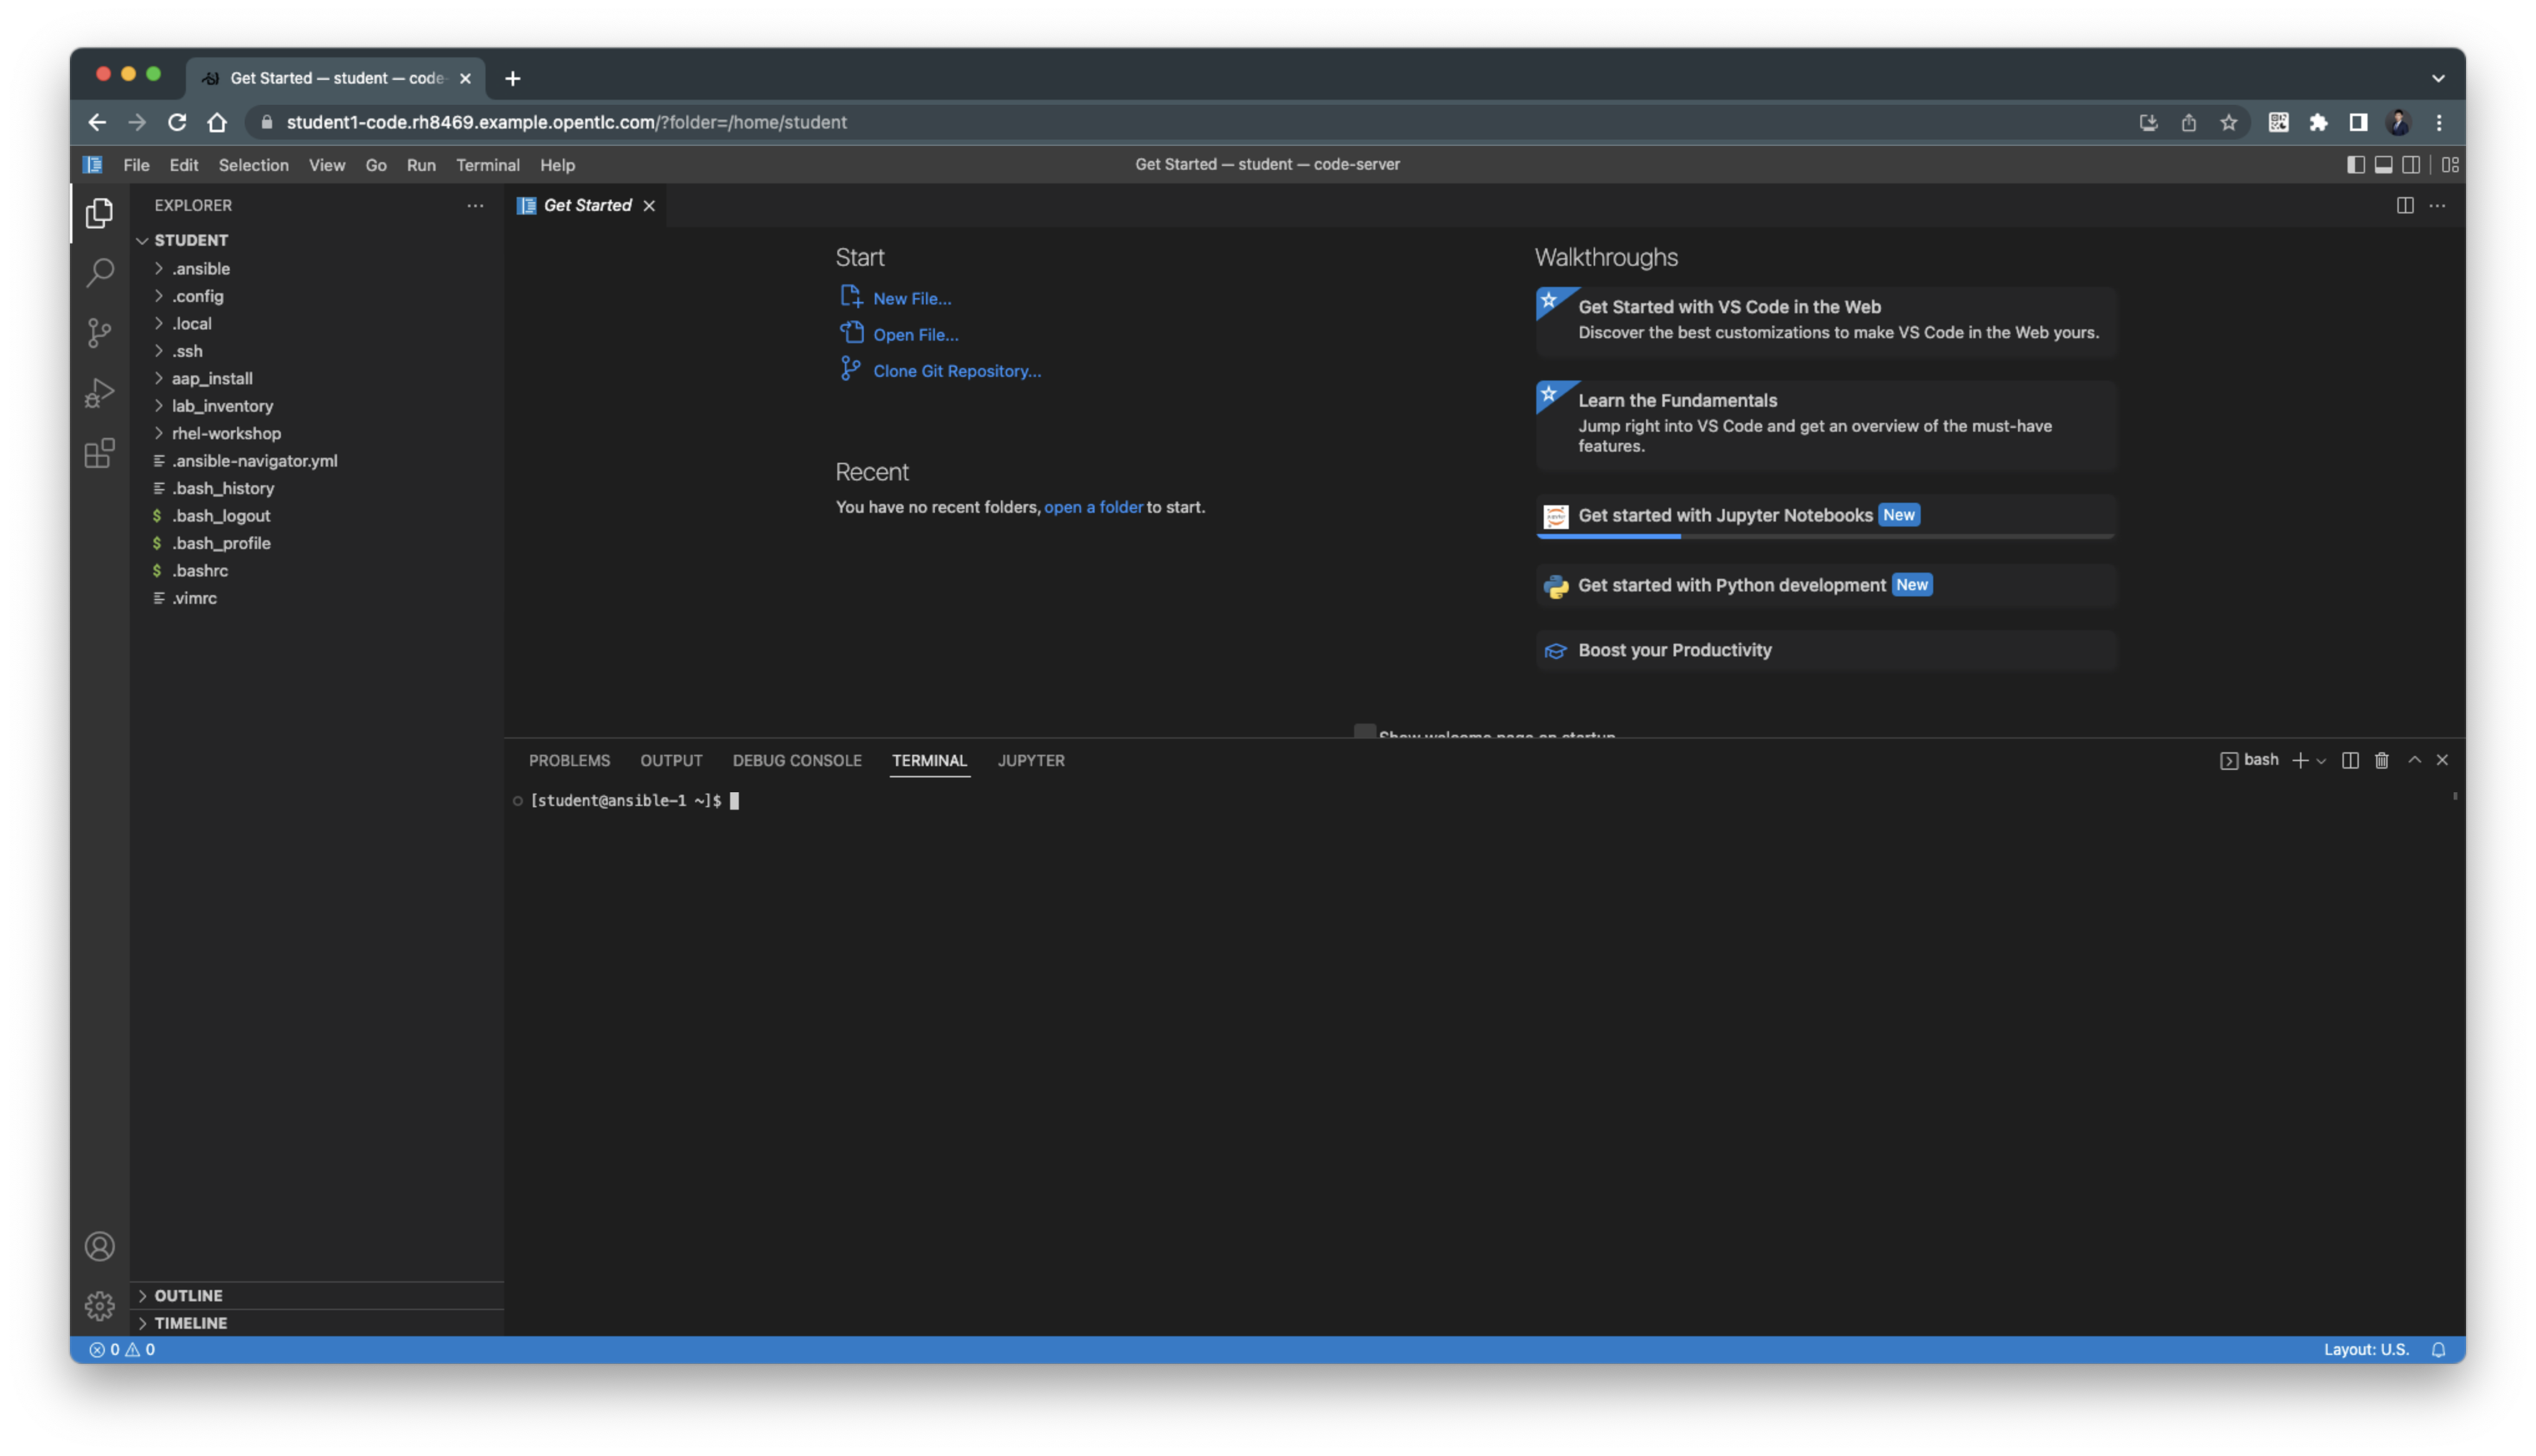 Get Started — student — code-
student1-code.rh8469.example.opentlc.com/?folder=/home/student
File Edit Selection View Go Run Terminal Help
Get Started — student — code-server
EXPLORER
STUDENT
.ansible
.config
.local
.ssh
aap_install
lab_inventory
rhel-workshop
.ansible-navigator.yml
.bash_history
$ .bash_logout
$ .bash_profile
$ .bashrc
.vimrc
OUTLINE
TIMELINE
Get Started
Start
New File...
Open File...
Clone Git Repository...
Recent
You have no recent folders, open a folder to start.
Walkthroughs
Get Started with VS Code in the Web
Discover the best customizations to make VS Code in the Web yours.
Learn the Fundamentals
Jump right into VS Code and get an overview of the must-have
features.
Get started with Jupyter Notebooks New
Get started with Python development New
Boost your Productivity
Show welcome page on startup
PROBLEMS OUTPUT DEBUG CONSOLE TERMINAL JUPYTER
bash
[student@ansible-1 ~]$
0 0
Layout: U.S.